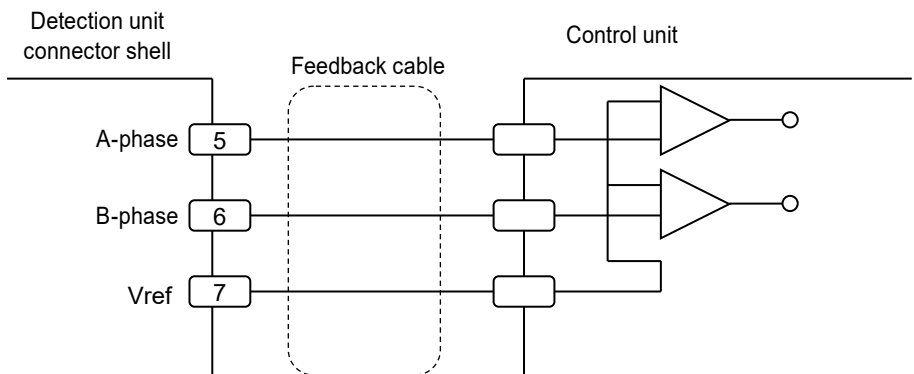 Detection unit
connector shell
Control unit
Feedback cable
A-phase
5
B-phase
6
Vref
7